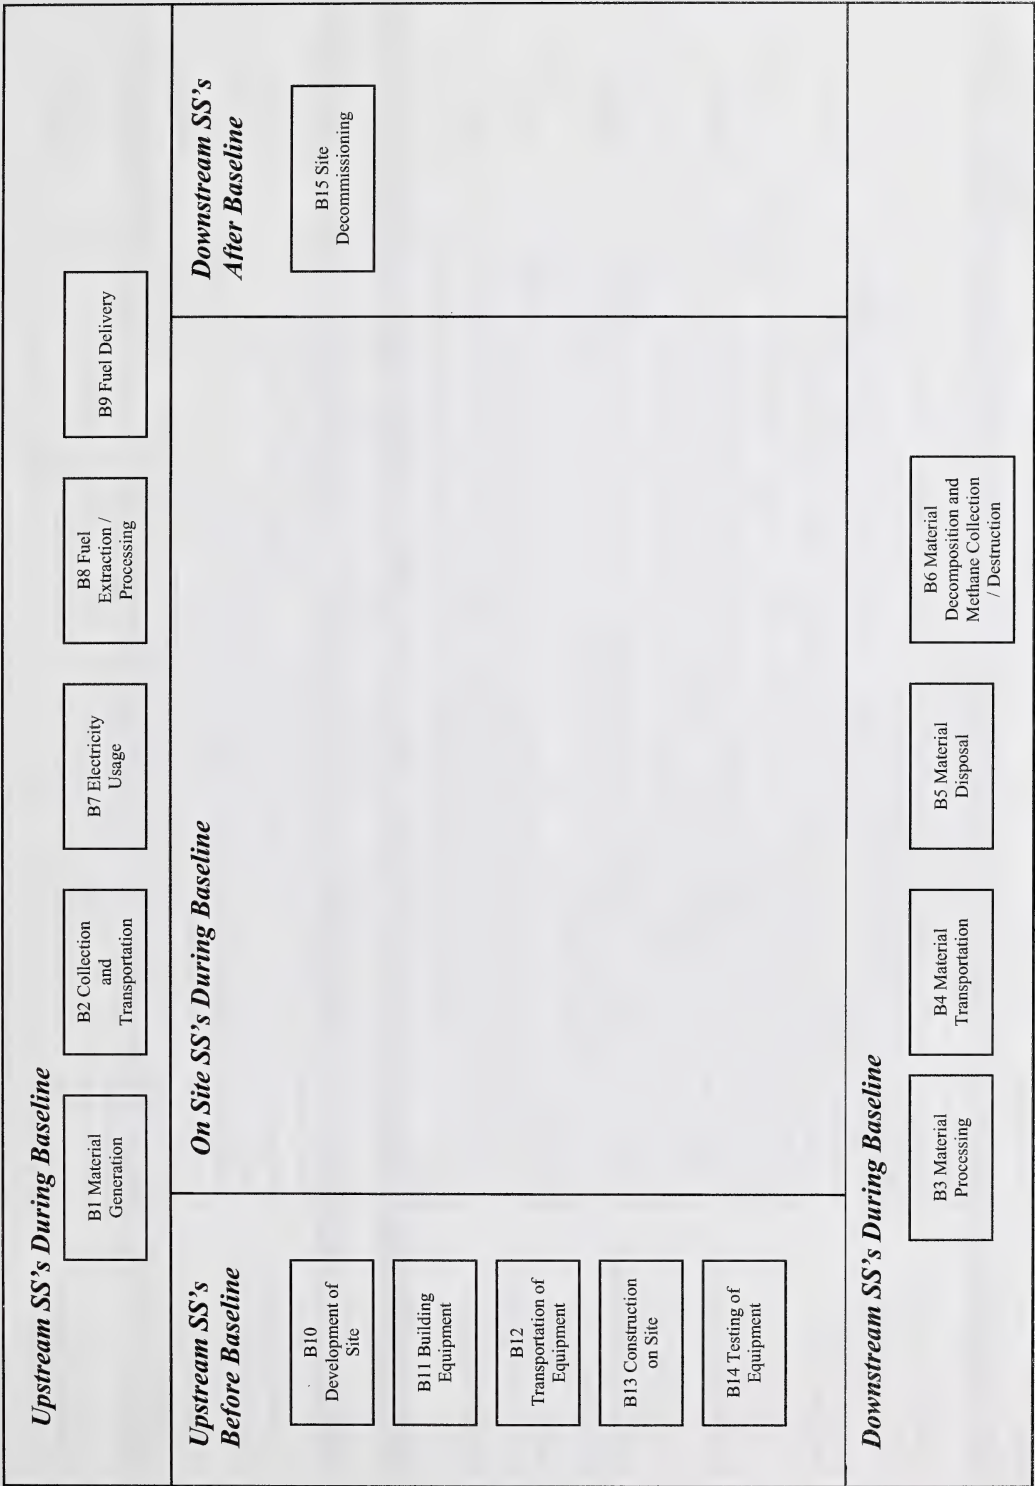 Upstream SS's During Baseline
B1 Material
Generation
B2 Collection
and
Transportation
B7 Electricity
Usage
B8 Fuel
Extraction /
Processing
B9 Fuel Delivery
Upstream SS's
Before Baseline
B10
Development of
Site
B11 Building
Equipment
B12
Transportation of
Equipment
B13 Construction
on Site
B14 Testing of
Equipment
On Site SS's During Baseline
Downstream SS's
After Baseline
B15 Site
Decommissioning
Downstream SS's During Baseline
B3 Material
Processing
B4 Material
Transportation
B5 Material
Disposal
B6 Material
Decomposition and
Methane Collection
/ Destruction